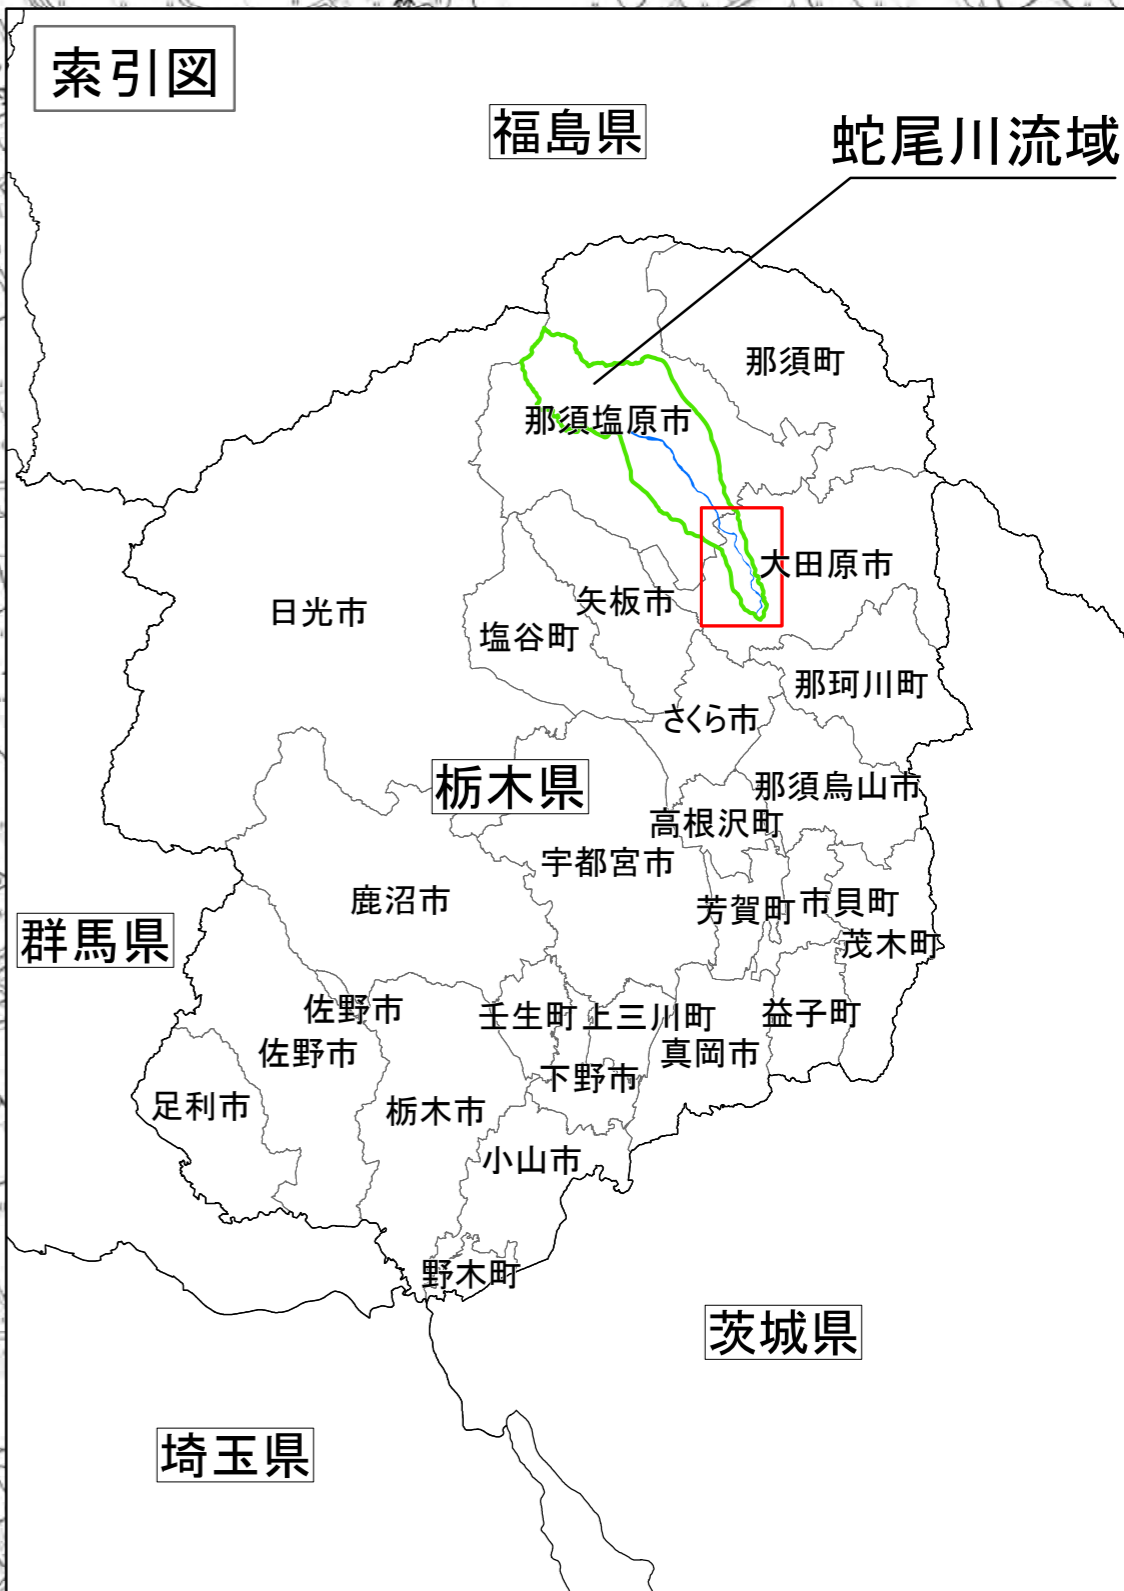 索引図
福島県
蛇尾川流域
那須町
那須塩原市
大田原市
日光市
矢板市
塩谷町
那珂川町
さくら市
栃木県
那須烏山市
高根沢町
宇都宮市
鹿沼市
芳賀町
市貝町
群馬県
茂木町
佐野市
壬生町
上三川町
益子町
佐野市
真岡市
下野市
足利市
栃木市
小山市
野木町
茨城県
埼玉県